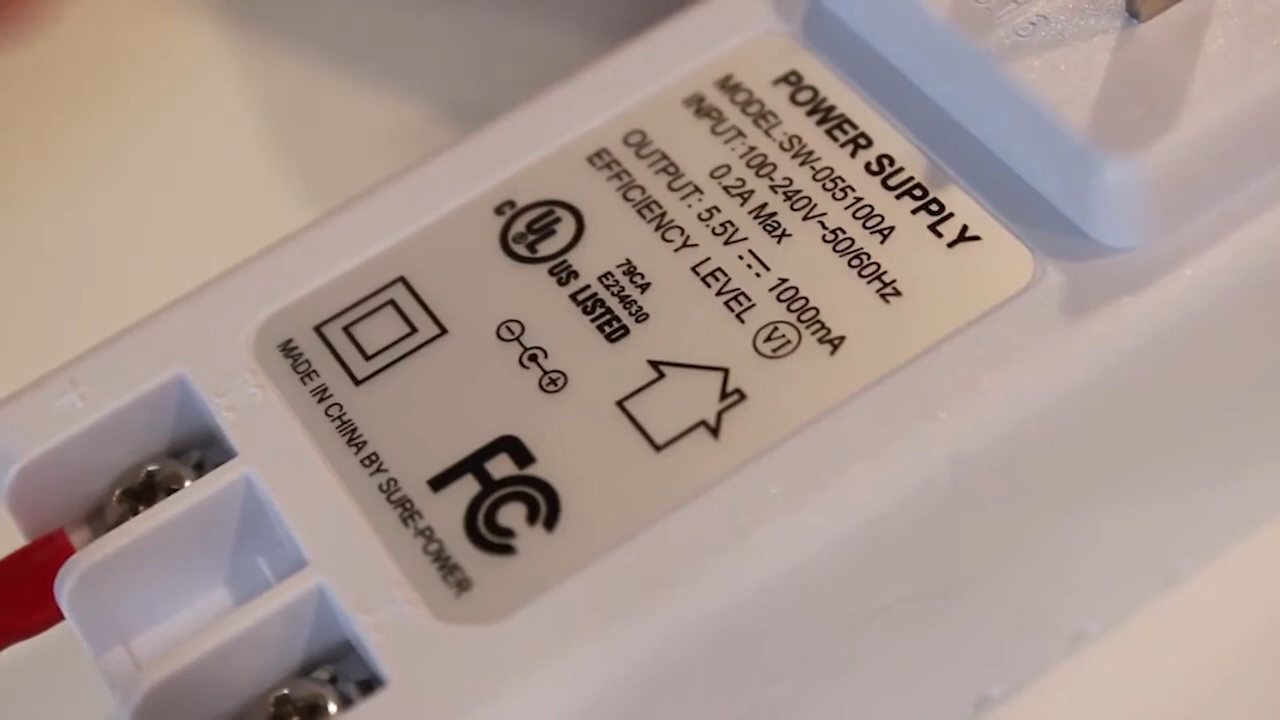 POWER SUPPLY
MODEL:SW-055100A
INPUT:100-240V~50/60Hz
0.2A Max
OUTPUT: 5.5V ⎓ 1000mA
EFFICIENCY LEVEL VI
c UL US LISTED
79CA
E234630
FC
MADE IN CHINA BY SURE-POWER